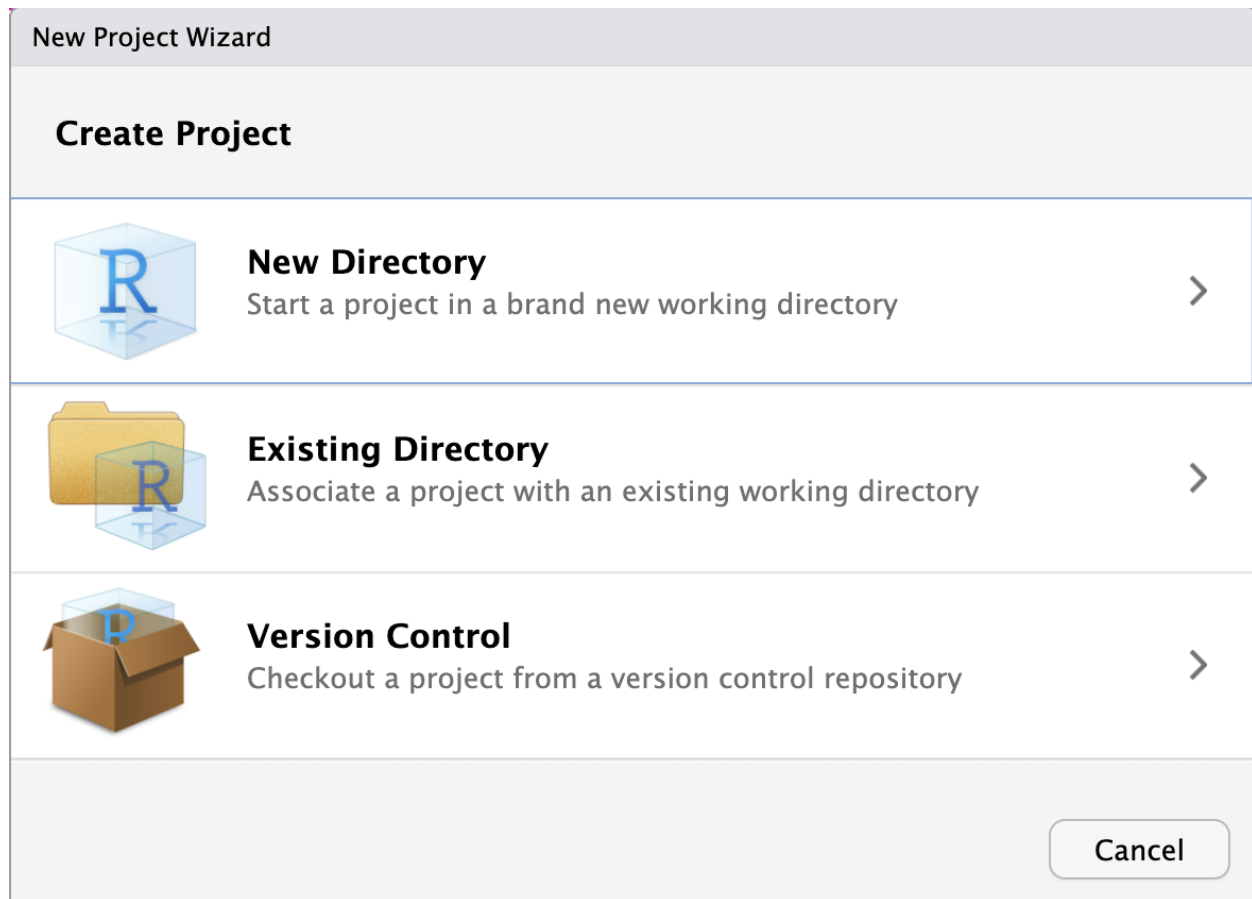 New Project Wizard
Create Project
R
New Directory
Start a project in a brand new working directory
R
Existing Directory
Associate a project with an existing working directory
R
Version Control
Checkout a project from a version control repository
Cancel